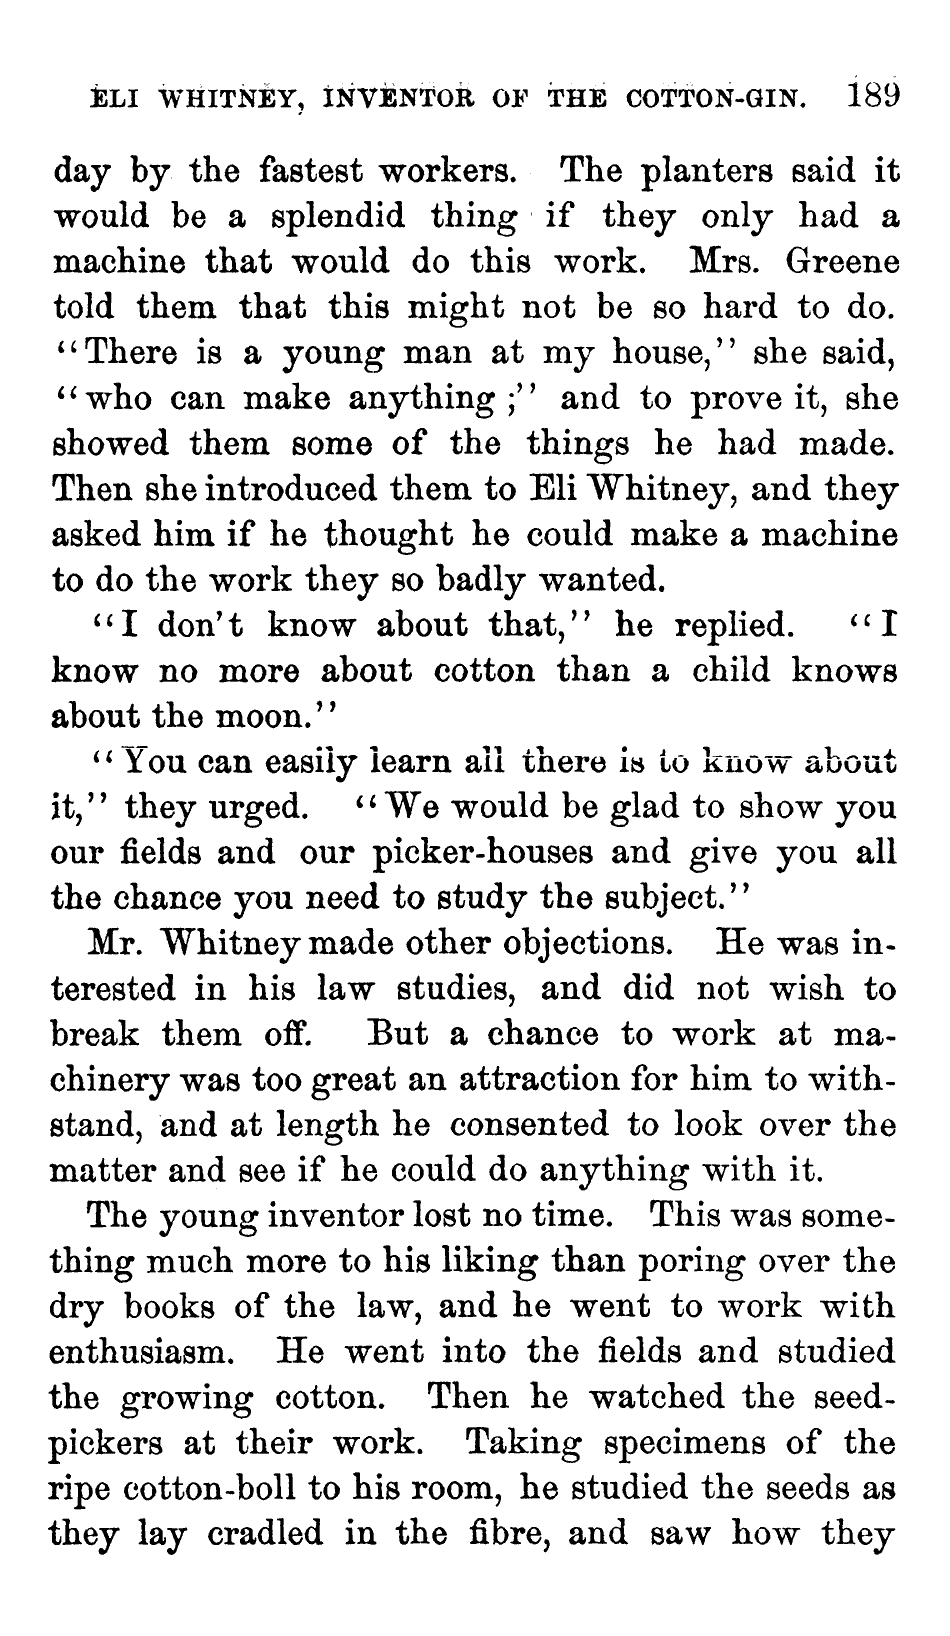 ELI WHITNEY, INVENTOR OF THE COTTON-GIN. 189
day by the fastest workers. The planters said it
would be a splendid thing if they only had a
machine that would do this work. Mrs. Greene
told them that this might not be so hard to do.
“There is a young man at my house,” she said,
“who can make anything ;” and to prove it, she
showed them some of the things he had made.
Then she introduced them to Eli Whitney, and they
asked him if he thought he could make a machine
to do the work they so badly wanted.
“I don't know about that,” he replied. “I
know no more about cotton than a child knows
about the moon.”
“You can easily learn all there is to know about
it,” they urged. “We would be glad to show you
our fields and our picker-houses and give you all
the chance you need to study the subject.”
Mr. Whitney made other objections. He was in-
terested in his law studies, and did not wish to
break them off. But a chance to work at ma-
chinery was too great an attraction for him to with-
stand, and at length he consented to look over the
matter and see if he could do anything with it.
The young inventor lost no time. This was some-
thing much more to his liking than poring over the
dry books of the law, and he went to work with
enthusiasm. He went into the fields and studied
the growing cotton. Then he watched the seed-
pickers at their work. Taking specimens of the
ripe cotton-boll to his room, he studied the seeds as
they lay cradled in the fibre, and saw how they